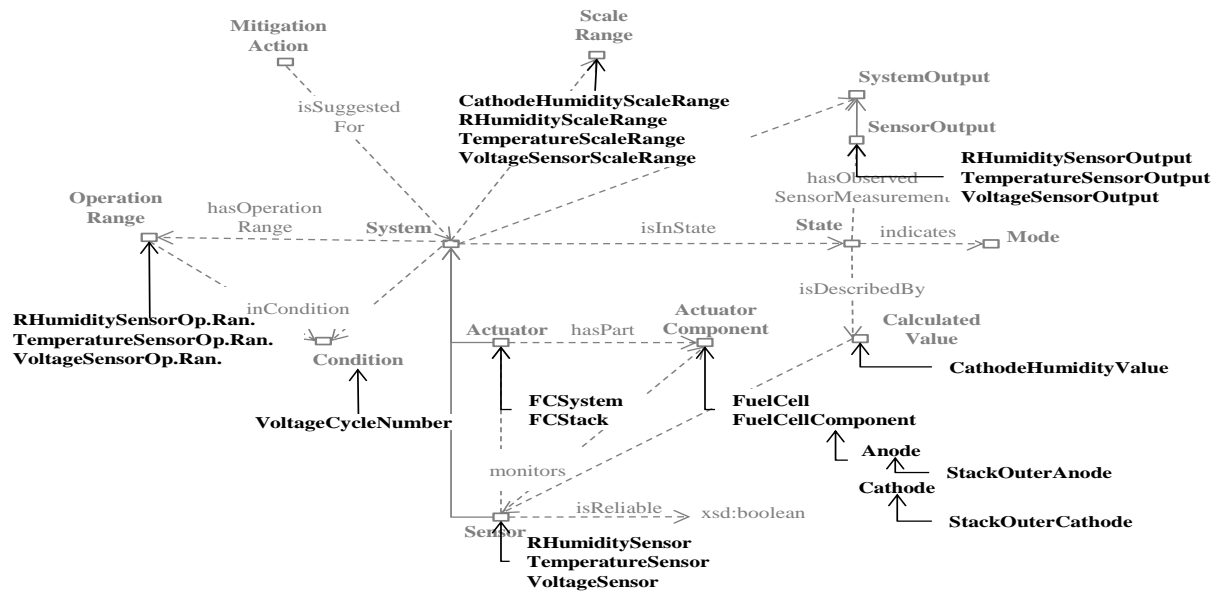 Mitigation
Action
Scale
Range
SystemOutput
isSuggested
For
CathodeHumidityScaleRange
RHumidityScaleRange
TemperatureScaleRange
VoltageSensorScaleRange
SensorOutput
RHumiditySensorOutput
TemperatureSensorOutput
VoltageSensorOutput
hasObserved
SensorMeasurement
Operation
Range
hasOperation
Range
System
isInState
State
indicates
Mode
isDescribedBy
inCondition
RHumiditySensorOp.Ran.
TemperatureSensorOp.Ran.
VoltageSensorOp.Ran.
Condition
Actuator
hasPart
Actuator
Component
Calculated
Value
CathodeHumidityValue
VoltageCycleNumber
FCSystem
FCStack
FuelCell
FuelCellComponent
Anode
StackOuterAnode
Cathode
StackOuterCathode
monitors
isReliable
xsd:boolean
Sensor
RHumiditySensor
TemperatureSensor
VoltageSensor